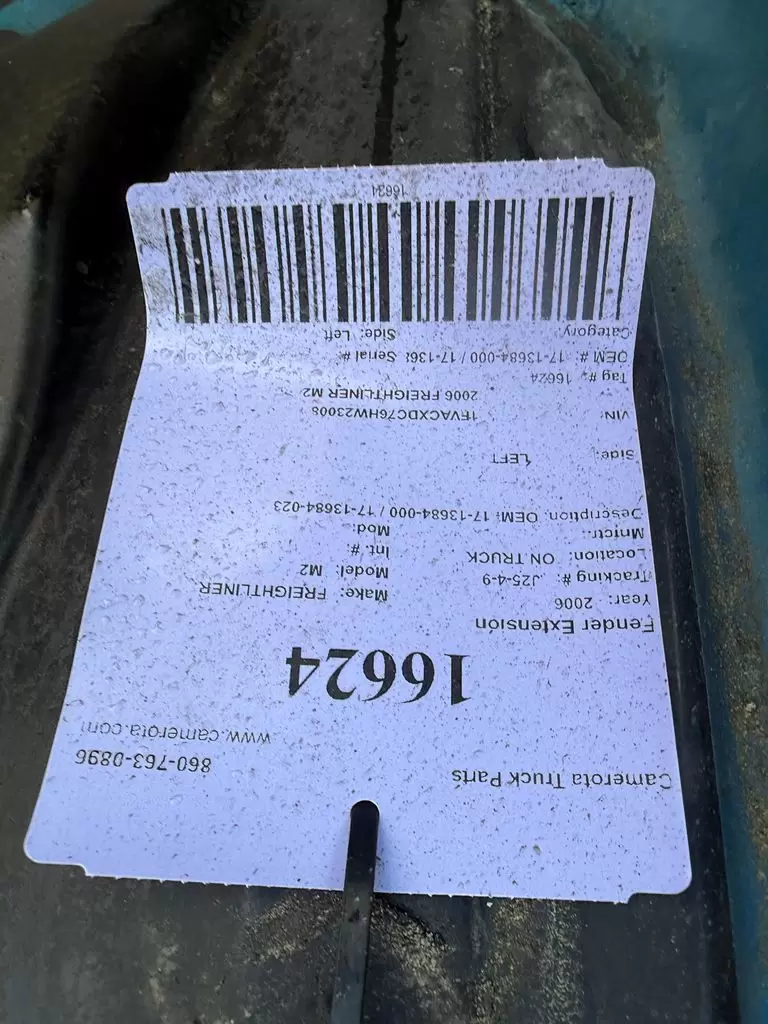 Camerota Truck Parts 860-763-0896
www.camerota.com
16624
Fender Extension
Year: 2006 Make: FREIGHTLINER
Tracking #: J25-4-9 Model: M2
Location: ON TRUCK Int. #:
Mnfctr.: Mod:
Description: OEM: 17-13684-000 / 17-13684-023
Side: LEFT
VIN: 1FVACXDC76HW23008
2006 FREIGHTLINER M2
Tag #: 16624
OEM #: 17-13684-000 / 17-1368 Serial #:
Category: Side: Left